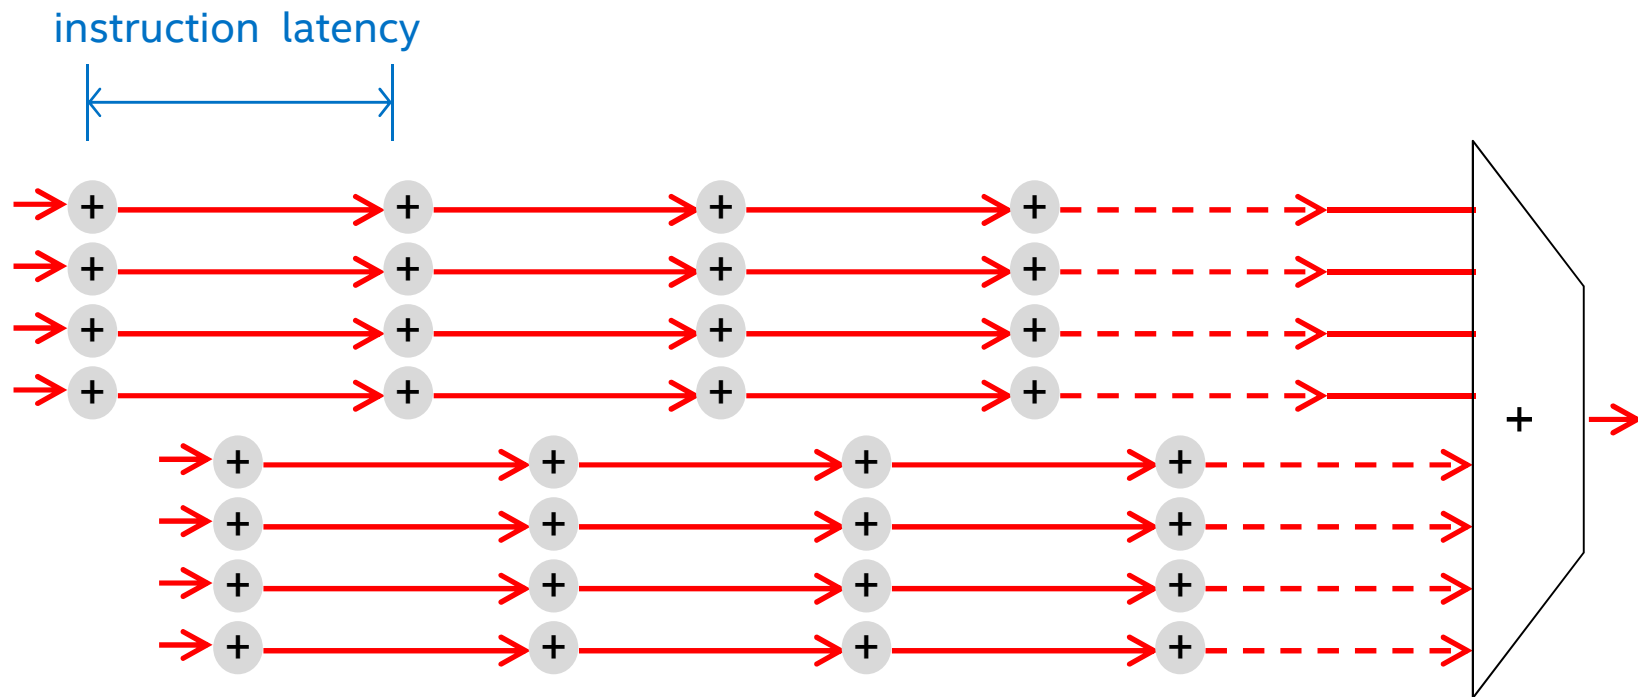 instruction latency
+ + + +
+ + + +
+ + + +
+ + + +
+
+ + + +
+ + + +
+ + + +
+ + + +